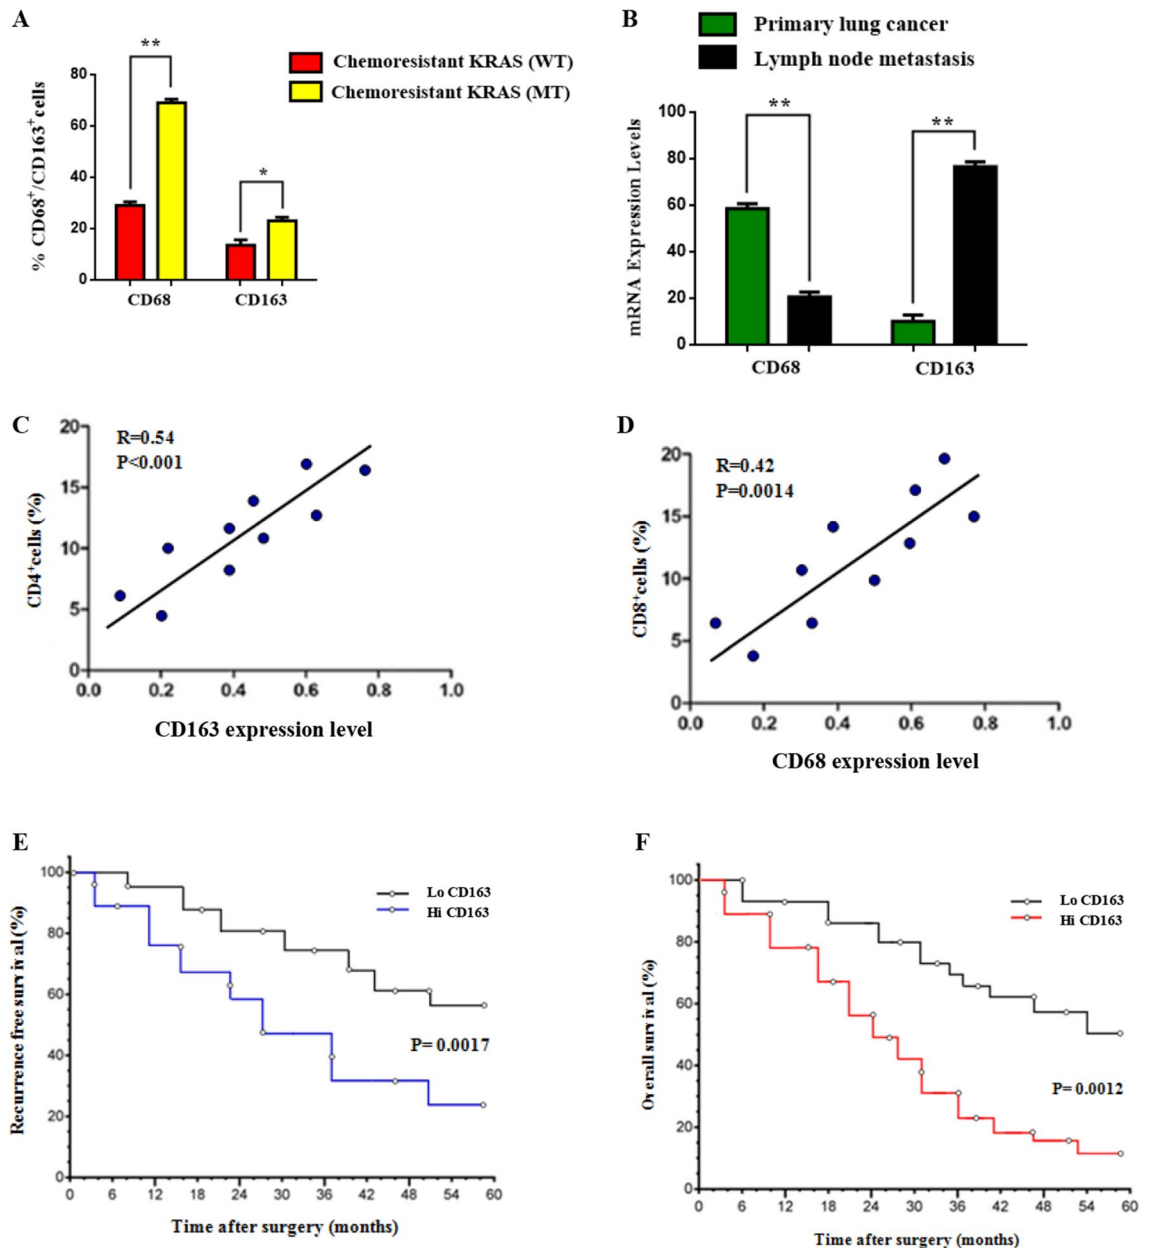 A
**
Chemoresistant KRAS (WT)
Chemoresistant KRAS (MT)
% CD68+/CD163+cells
80
60
40
20
0
*
CD68
CD163
B
Primary lung cancer
Lymph node metastasis
mRNA Expression Levels
100
80
60
40
20
0
**
**
CD68
CD163
C
R=0.54
P<0.001
CD4+cells (%)
20
15
10
5
0
0.0 0.2 0.4 0.6 0.8 1.0
CD163 expression level
D
R=0.42
P=0.0014
CD8+cells (%)
20
15
10
5
0
0.0 0.2 0.4 0.6 0.8 1.0
CD68 expression level
E
Recurrence free survival (%)
100
80
60
40
20
0
Lo CD163
Hi CD163
P= 0.0017
0 6 12 18 24 30 36 42 48 54 60
Time after surgery (months)
F
Overall survival (%)
100
80
60
40
20
0
Lo CD163
Hi CD163
P= 0.0012
0 6 12 18 24 30 36 42 48 54 60
Time after surgery (months)